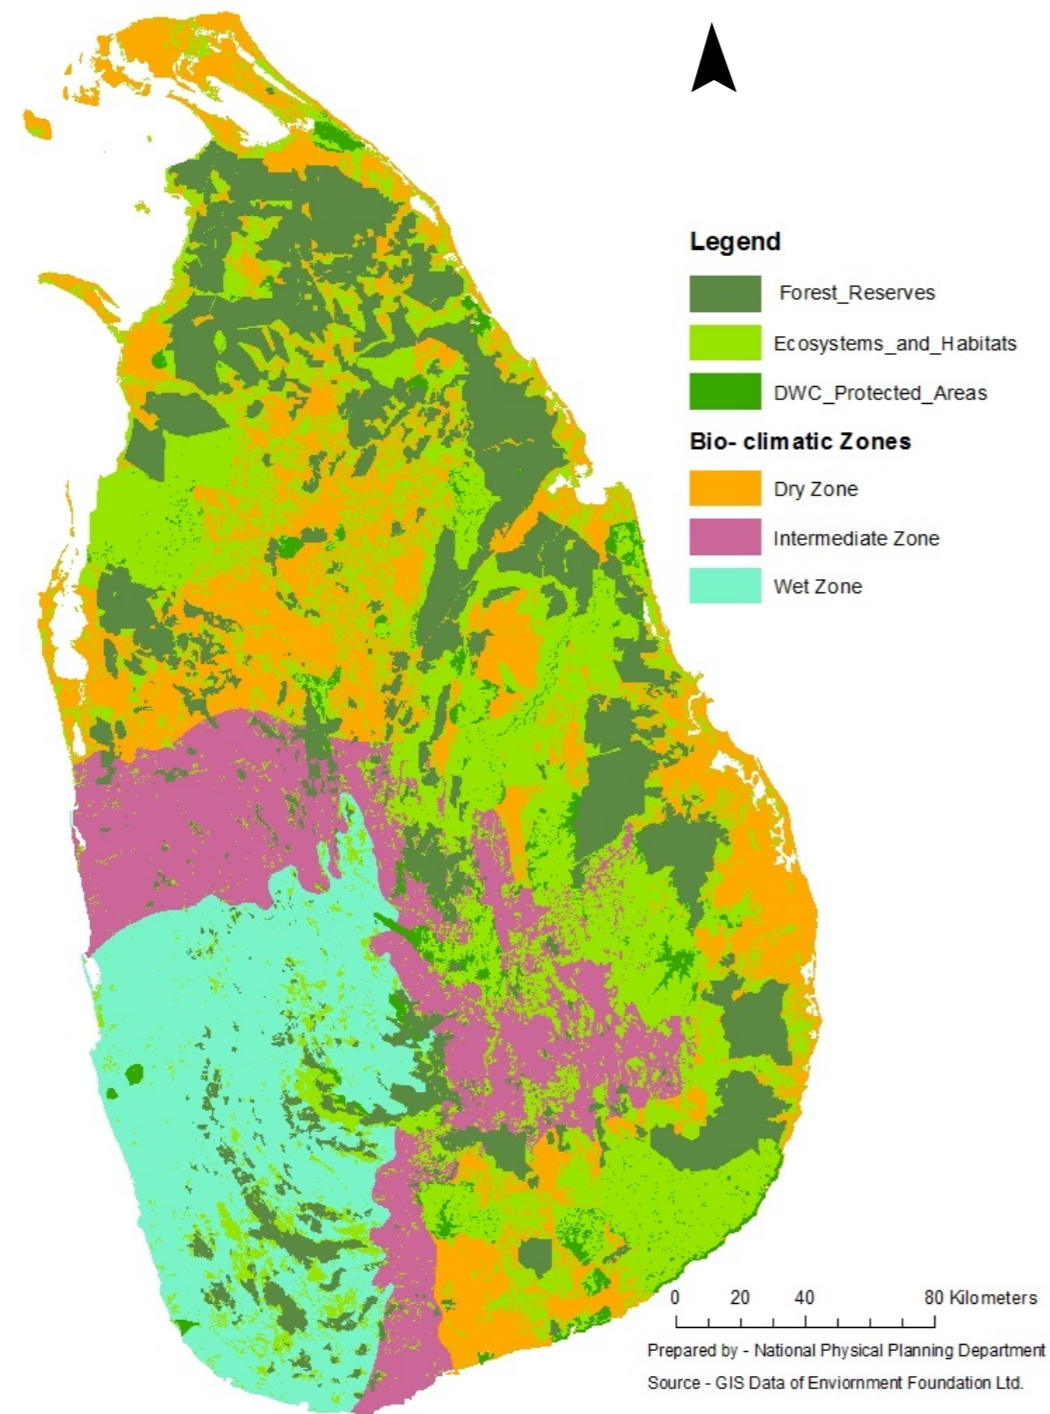 Legend
Forest_Reserves
Ecosystems_and_Habitats
DWC_Protected_Areas
Bio- climatic Zones
Dry Zone
Intermediate Zone
Wet Zone
0 20 40 80 Kilometers
Prepared by - National Physical Planning Department
Source - GIS Data of Enviornment Foundation Ltd.